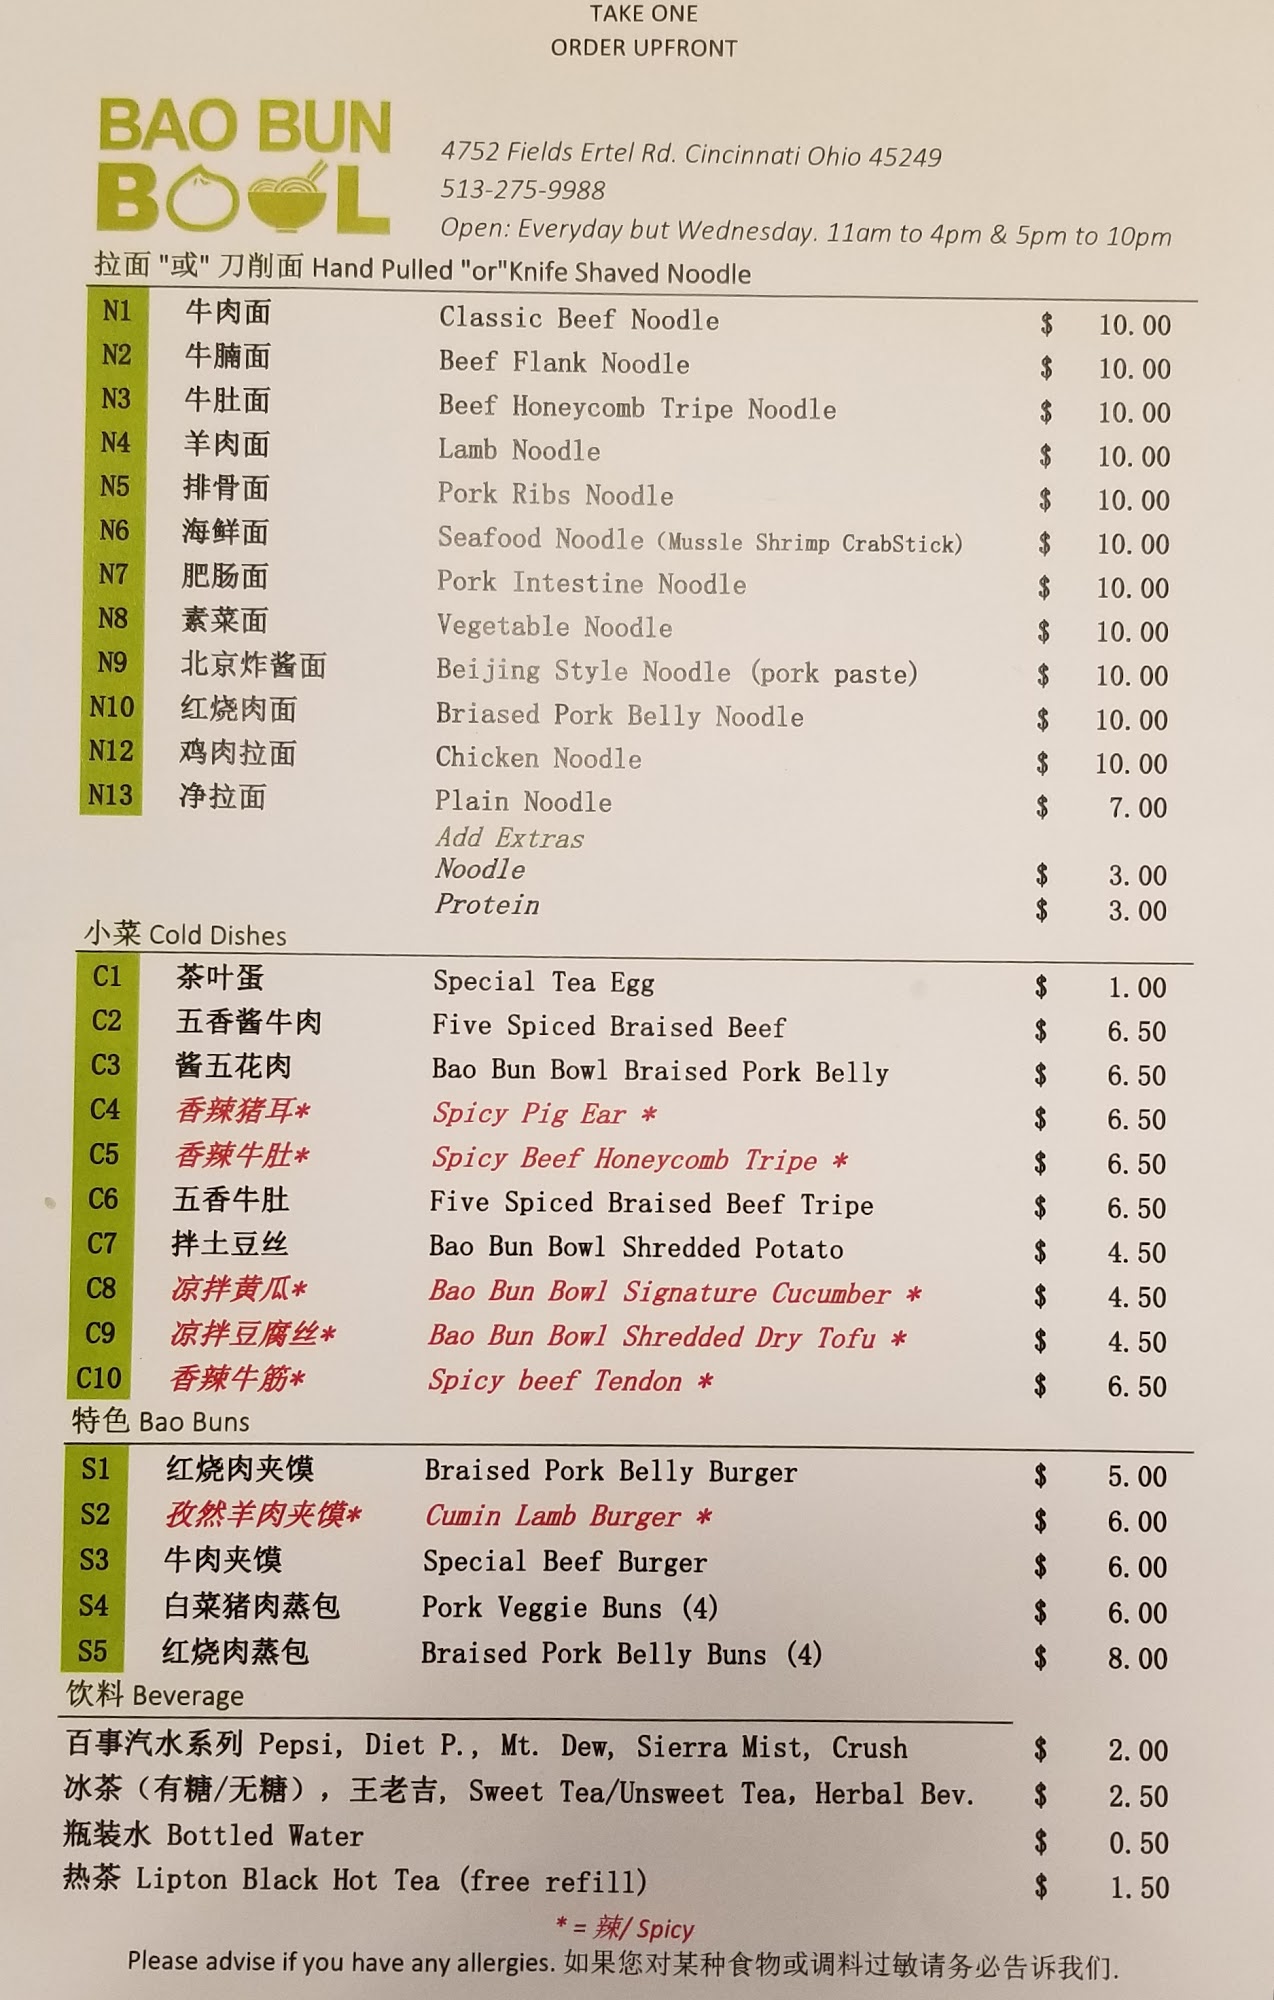 TAKE ONE
ORDER UPFRONT
BAO BUN
BOWL
4752 Fields Ertel Rd. Cincinnati Ohio 45249
513-275-9988
Open: Everyday but Wednesday. 11am to 4pm & 5pm to 10pm
拉面 "或" 刀削面 Hand Pulled "or"Knife Shaved Noodle
N1 牛肉面 Classic Beef Noodle $ 10.00
N2 牛腩面 Beef Flank Noodle $ 10.00
N3 牛肚面 Beef Honeycomb Tripe Noodle $ 10.00
N4 羊肉面 Lamb Noodle $ 10.00
N5 排骨面 Pork Ribs Noodle $ 10.00
N6 海鲜面 Seafood Noodle (Mussle Shrimp CrabStick) $ 10.00
N7 肥肠面 Pork Intestine Noodle $ 10.00
N8 素菜面 Vegetable Noodle $ 10.00
N9 北京炸酱面 Beijing Style Noodle (pork paste) $ 10.00
N10 红烧肉面 Briased Pork Belly Noodle $ 10.00
N12 鸡肉拉面 Chicken Noodle $ 10.00
N13 净拉面 Plain Noodle $ 7.00
Add Extras
Noodle $ 3.00
Protein $ 3.00
小菜 Cold Dishes
C1 茶叶蛋 Special Tea Egg $ 1.00
C2 五香酱牛肉 Five Spiced Braised Beef $ 6.50
C3 酱五花肉 Bao Bun Bowl Braised Pork Belly $ 6.50
C4 香辣猪耳* Spicy Pig Ear * $ 6.50
C5 香辣牛肚* Spicy Beef Honeycomb Tripe * $ 6.50
C6 五香牛肚 Five Spiced Braised Beef Tripe $ 6.50
C7 拌土豆丝 Bao Bun Bowl Shredded Potato $ 4.50
C8 凉拌黄瓜* Bao Bun Bowl Signature Cucumber * $ 4.50
C9 凉拌豆腐丝* Bao Bun Bowl Shredded Dry Tofu * $ 4.50
C10 香辣牛筋* Spicy beef Tendon * $ 6.50
特色 Bao Buns
S1 红烧肉夹馍 Braised Pork Belly Burger $ 5.00
S2 孜然羊肉夹馍* Cumin Lamb Burger * $ 6.00
S3 牛肉夹馍 Special Beef Burger $ 6.00
S4 白菜猪肉蒸包 Pork Veggie Buns (4) $ 6.00
S5 红烧肉蒸包 Braised Pork Belly Buns (4) $ 8.00
饮料 Beverage
百事汽水系列 Pepsi, Diet P., Mt. Dew, Sierra Mist, Crush $ 2.00
冰茶（有糖/无糖），王老吉, Sweet Tea/Unsweet Tea, Herbal Bev. $ 2.50
瓶装水 Bottled Water $ 0.50
热茶 Lipton Black Hot Tea (free refill) $ 1.50
* = 辣/ Spicy
Please advise if you have any allergies. 如果您对某种食物或调料过敏请务必告诉我们.